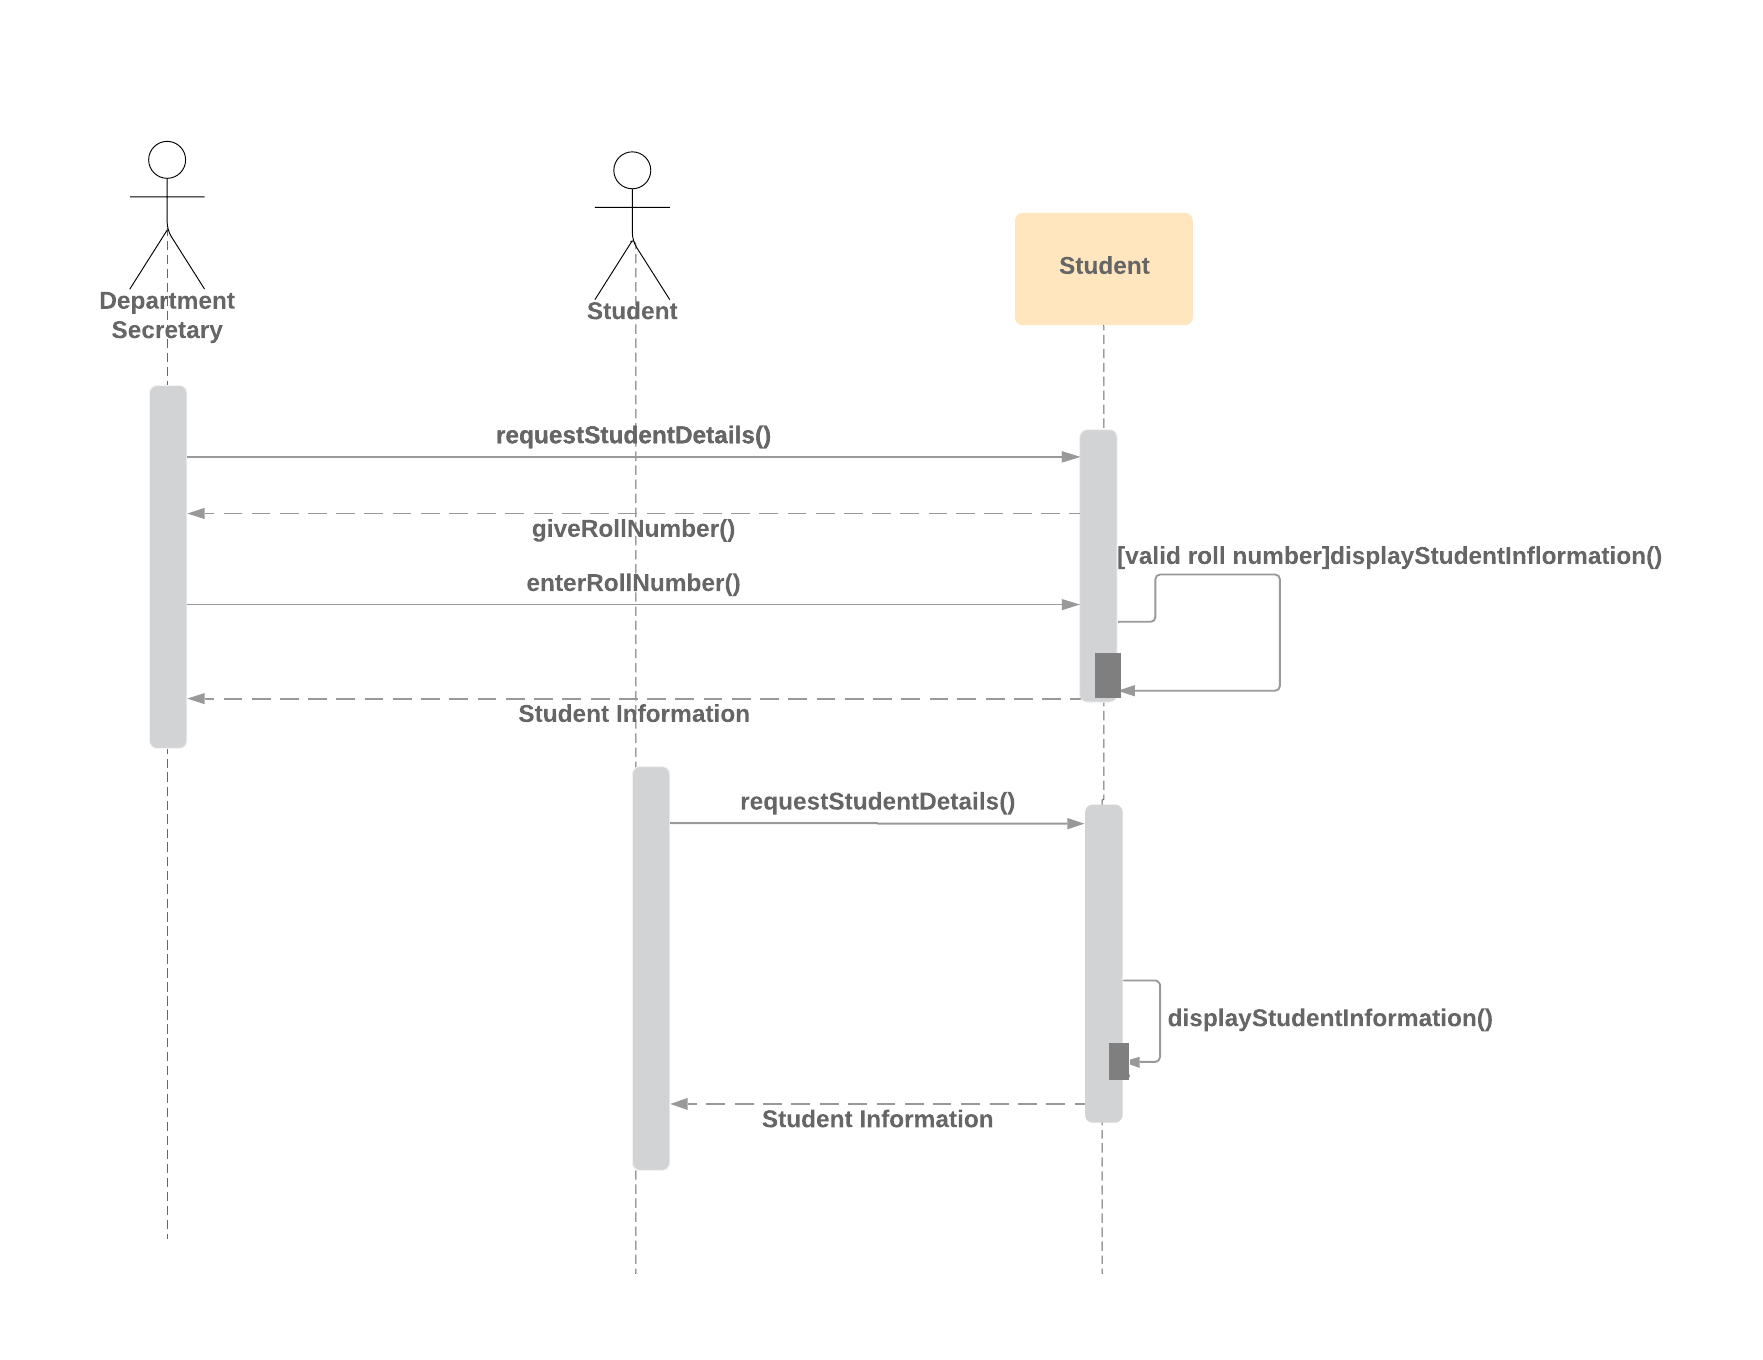 Department
Secretary
Student
Student
requestStudentDetails()
giveRollNumber()
[valid roll number]displayStudentInflormation()
enterRollNumber()
Student Information
requestStudentDetails()
displayStudentInformation()
Student Information